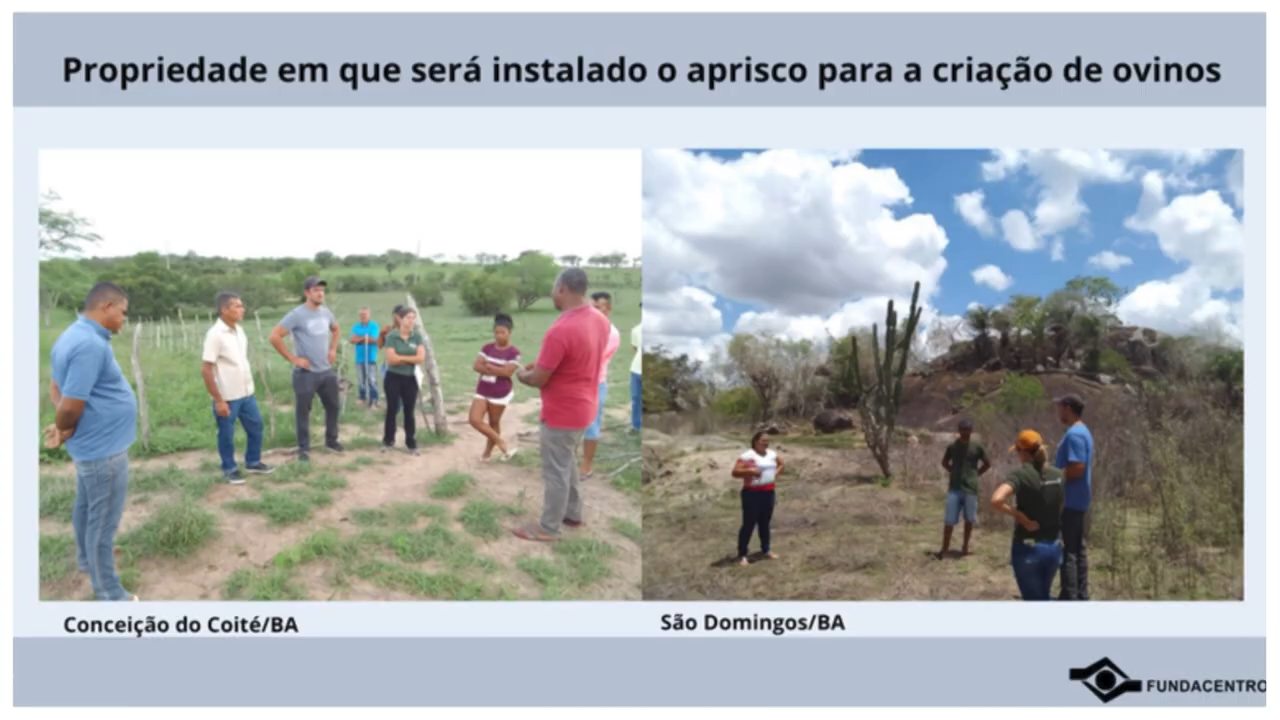 Propriedade em que será instalado o aprisco para a criação de ovinos
Conceição do Coité/BA
São Domingos/BA
FUNDACENTRO